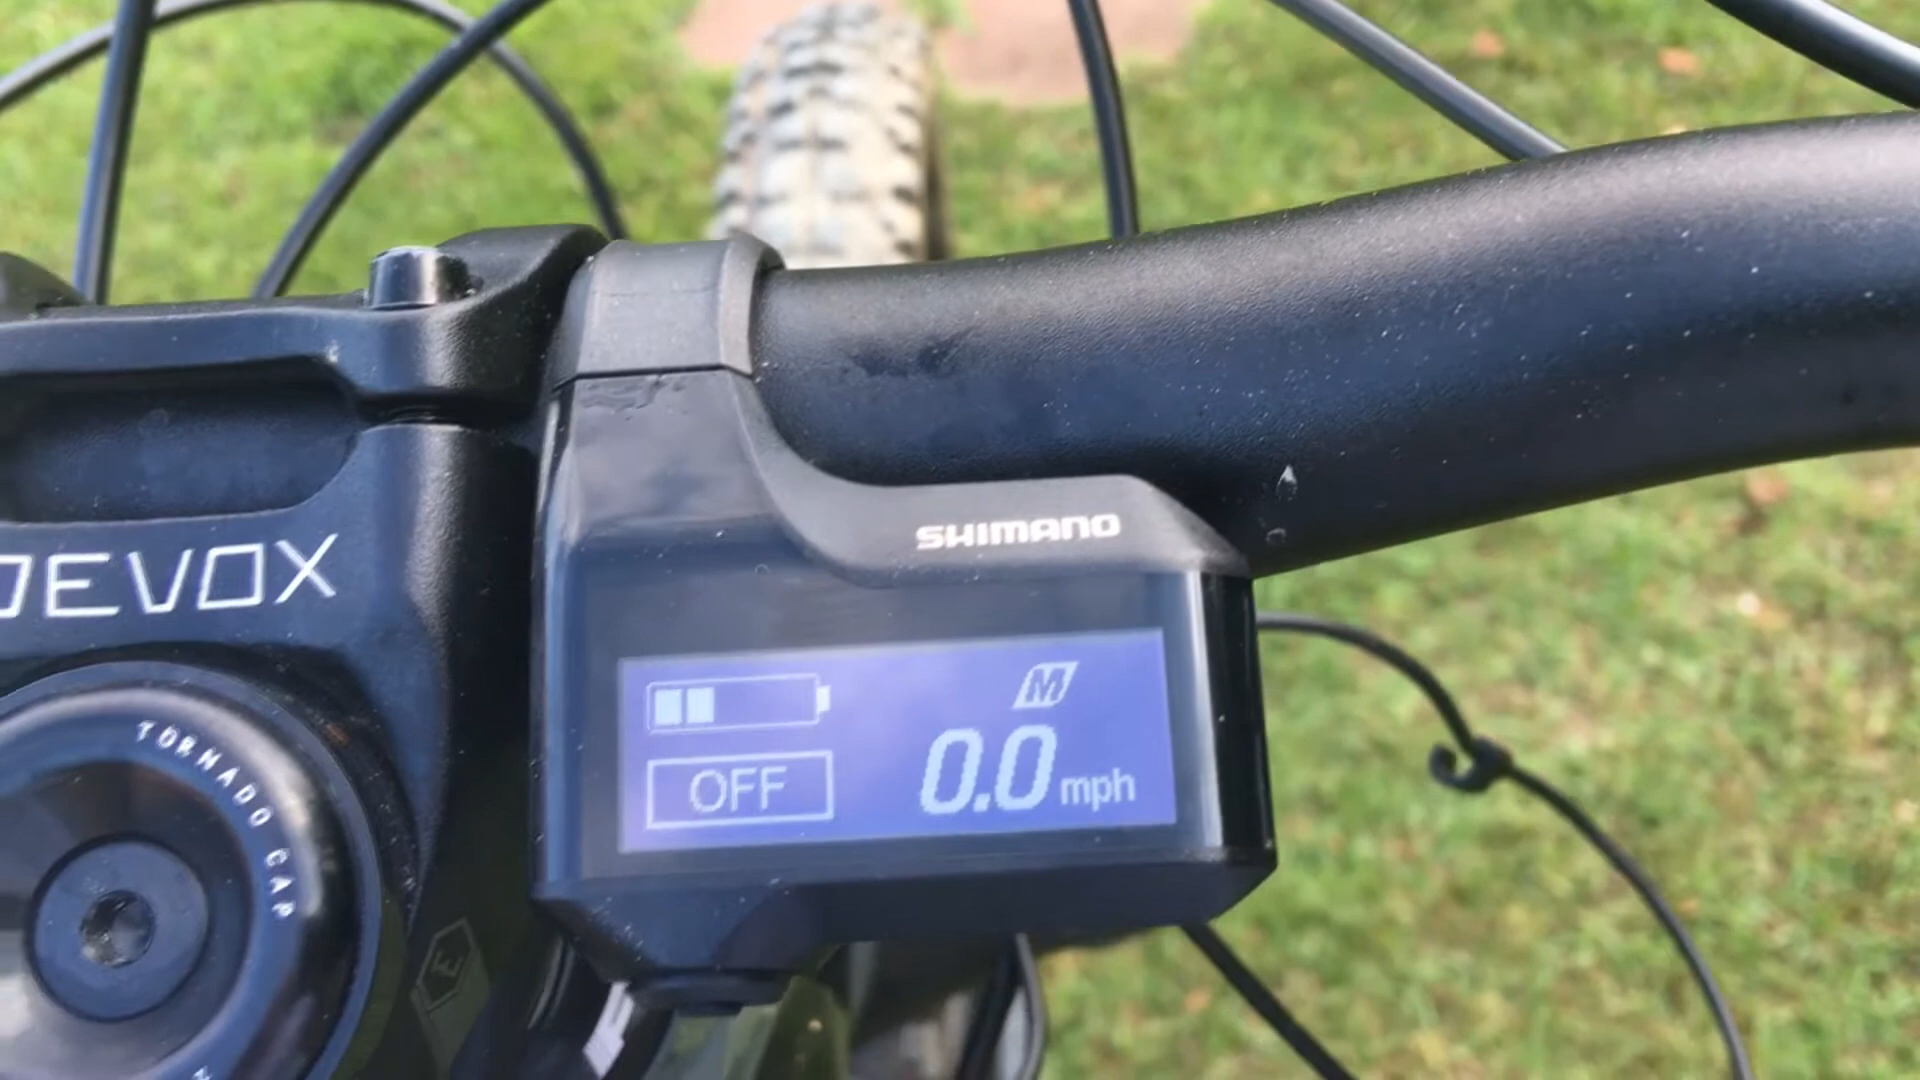 DEVOX
SHIMANO
M
OFF
0.0 mph
TORNADO CAP
E